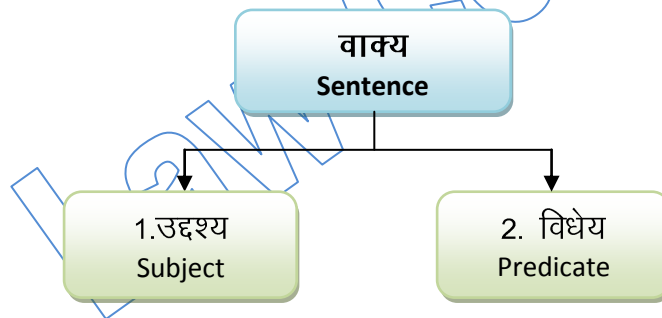 वाक्य
Sentence
1.उद्दश्य
Subject
2. विधेय
Predicate